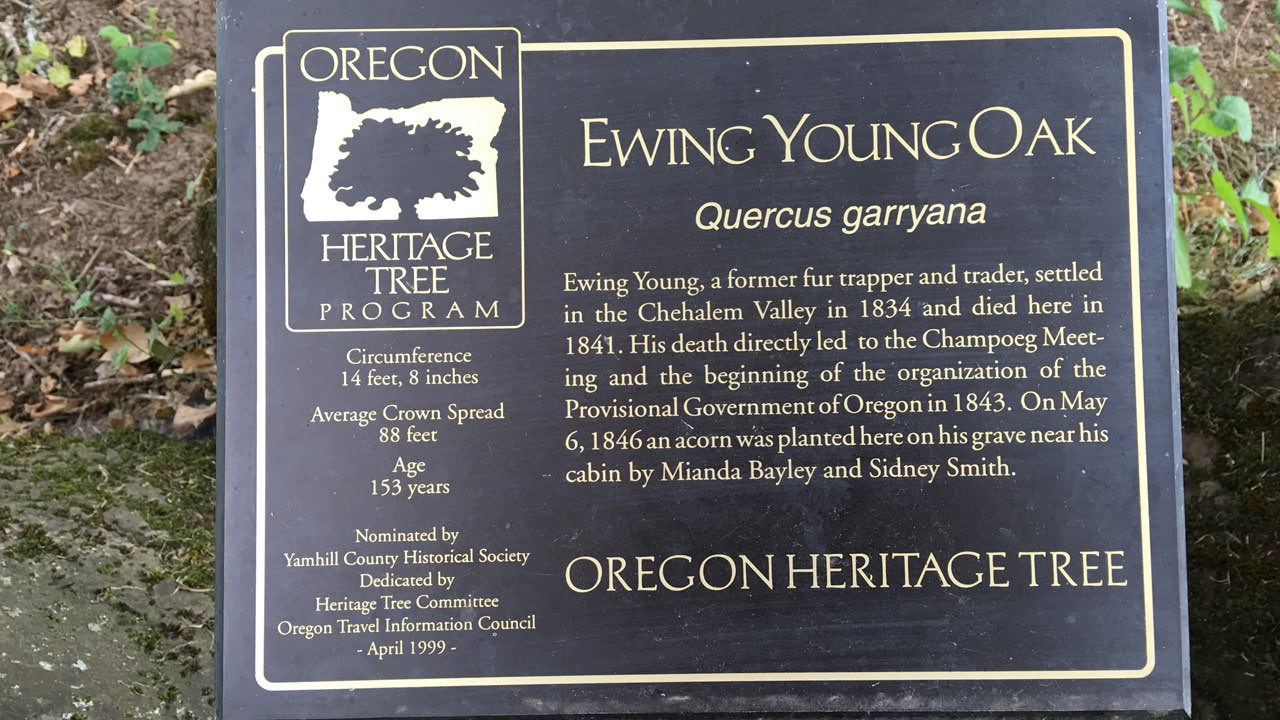 OREGON
HERITAGE
TREE
PROGRAM
Circumference
14 feet, 8 inches
Average Crown Spread
88 feet
Age
153 years
Nominated by
Yamhill County Historical Society
Dedicated by
Heritage Tree Committee
Oregon Travel Information Council
- April 1999 -
EWING YOUNG OAK
Quercus garryana
Ewing Young, a former fur trapper and trader, settled
in the Chehalem Valley in 1834 and died here in
1841. His death directly led to the Champoeg Meet-
ing and the beginning of the organization of the
Provisional Government of Oregon in 1843. On May
6, 1846 an acorn was planted here on his grave near his
cabin by Mianda Bayley and Sidney Smith.
OREGON HERITAGE TREE